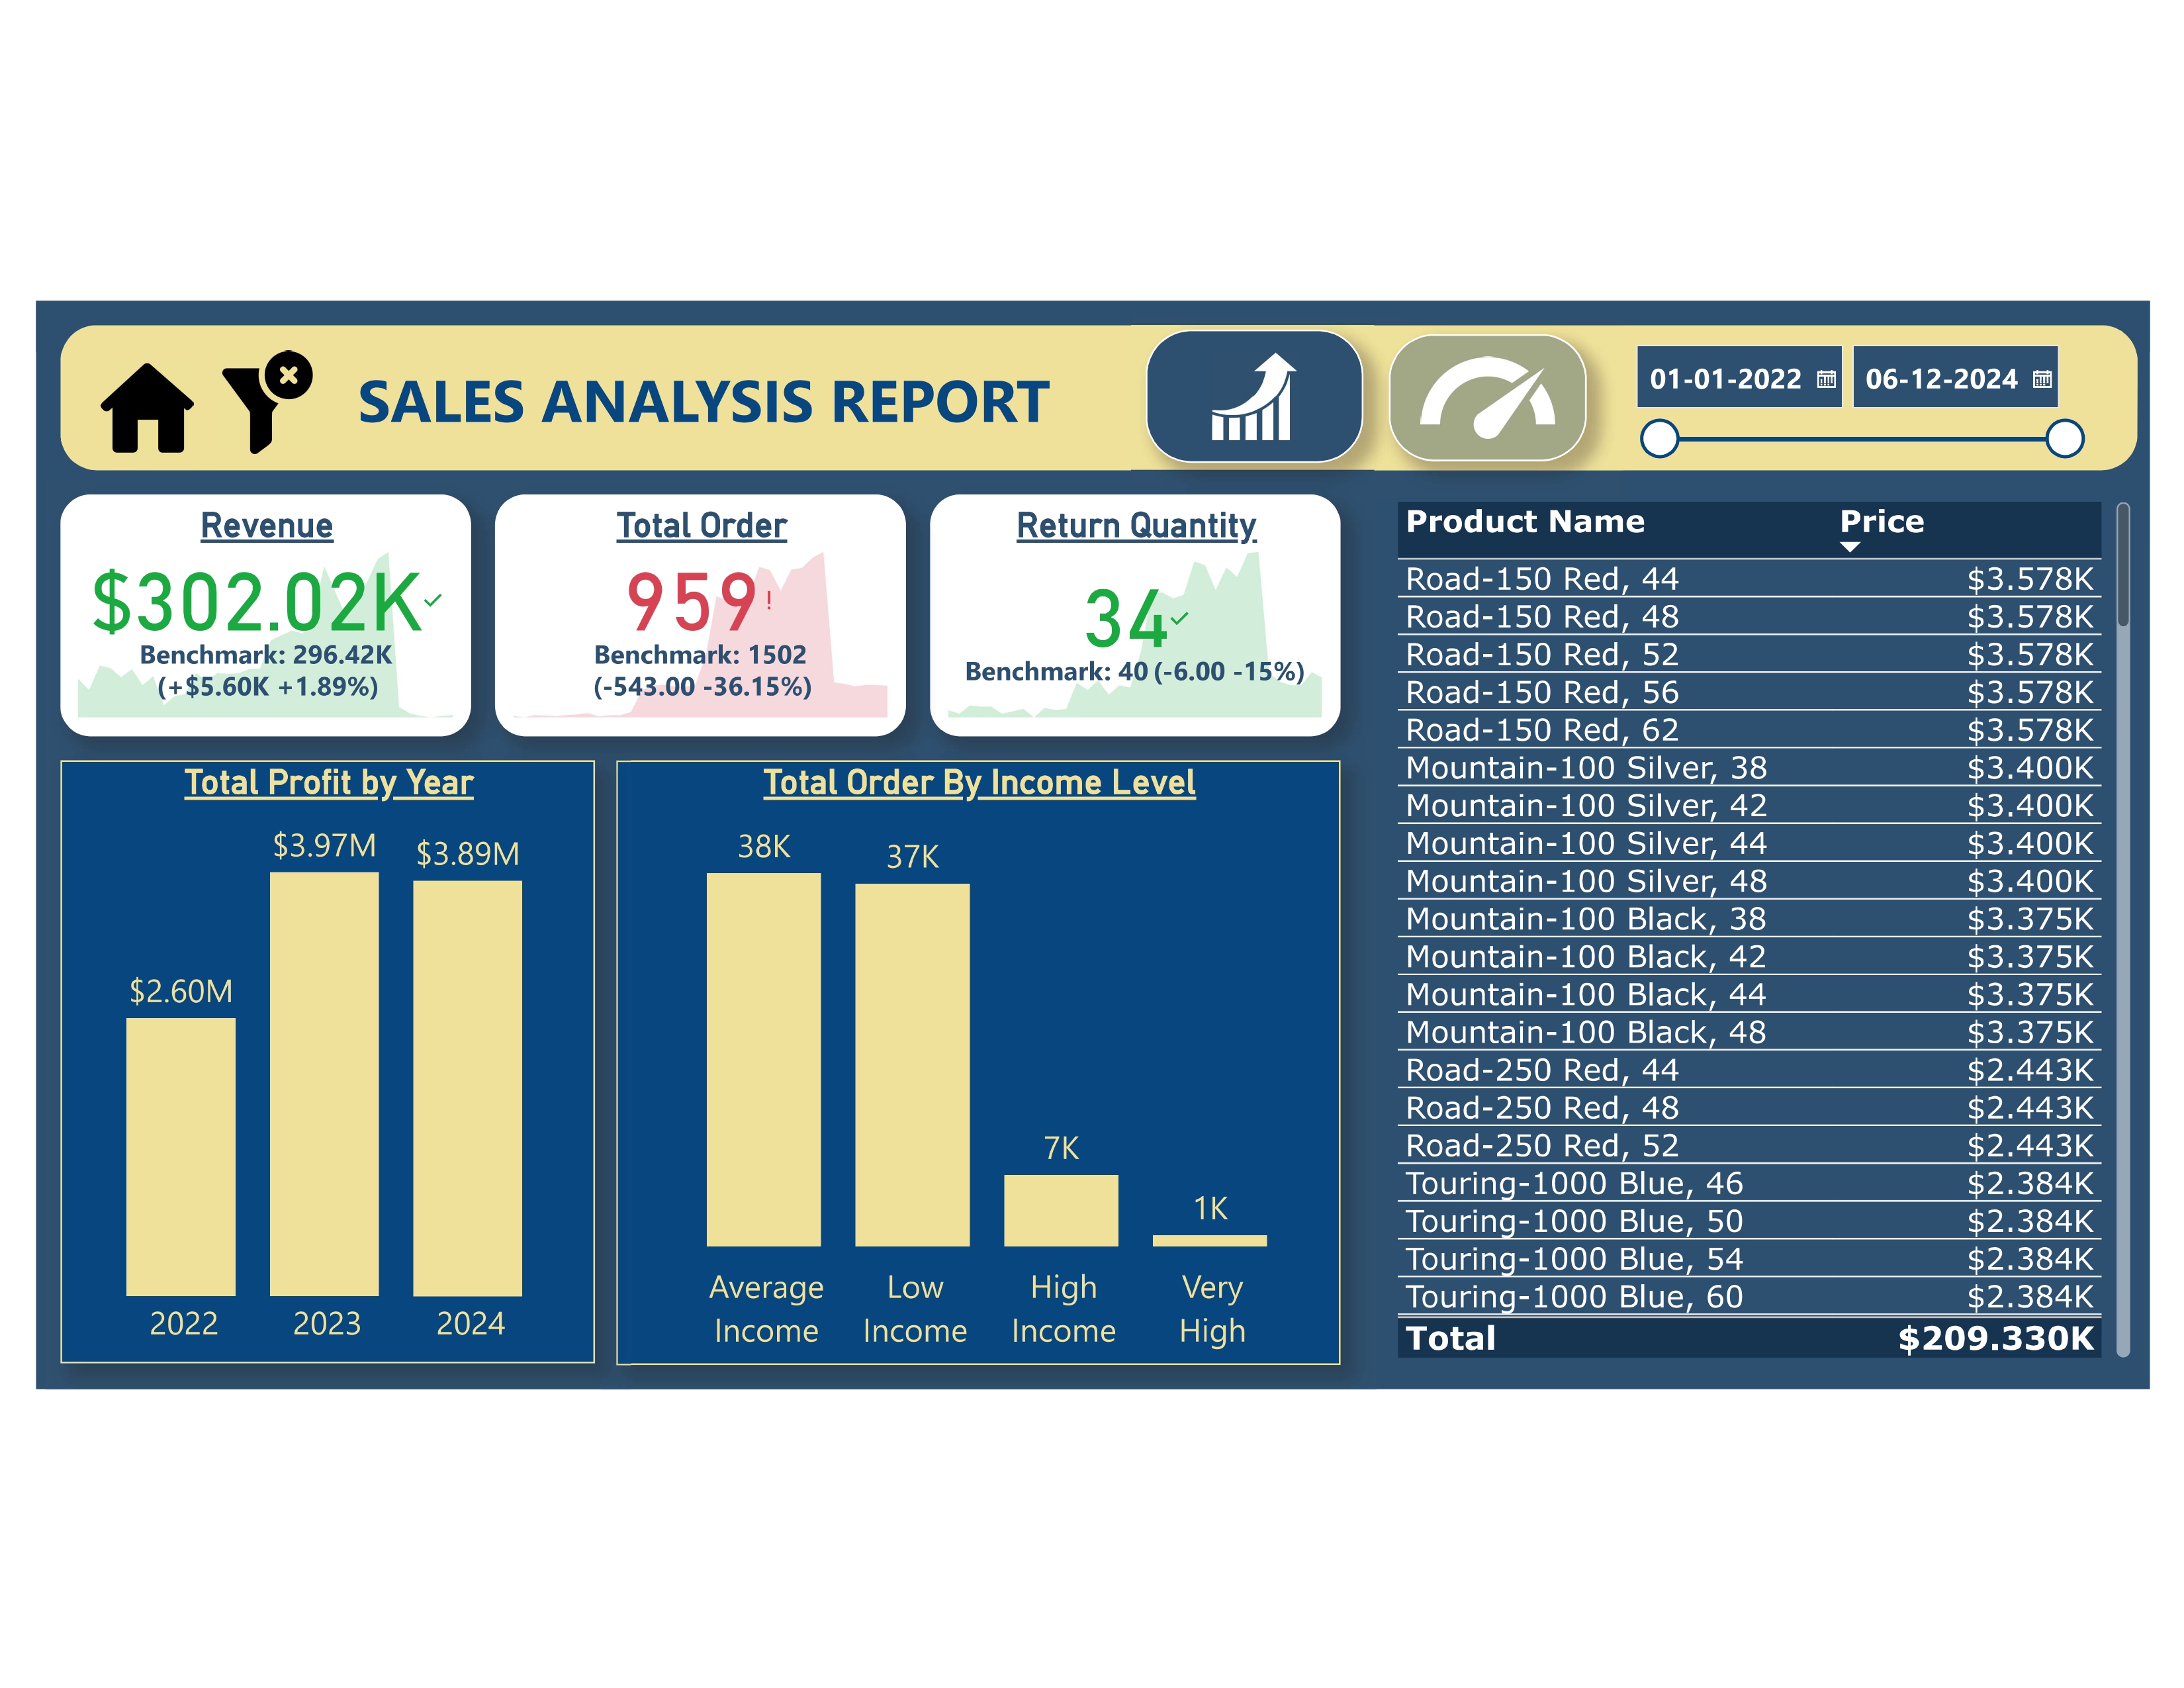 SALES ANALYSIS REPORT
01-01-2022
06-12-2024
Revenue
$302.02K
Benchmark: 296.42K
(+$5.60K +1.89%)
Total Order
959!
Benchmark: 1502
(-543.00 -36.15%)
Return Quantity
34
Benchmark: 40 (-6.00 -15%)
Total Profit by Year
$2.60M
$3.97M
$3.89M
2022
2023
2024
Total Order By Income Level
38K
37K
7K
1K
Average
Income
Low
Income
High
Income
Very
High
Product Name Price
Road-150 Red, 44 $3.578K
Road-150 Red, 48 $3.578K
Road-150 Red, 52 $3.578K
Road-150 Red, 56 $3.578K
Road-150 Red, 62 $3.578K
Mountain-100 Silver, 38 $3.400K
Mountain-100 Silver, 42 $3.400K
Mountain-100 Silver, 44 $3.400K
Mountain-100 Silver, 48 $3.400K
Mountain-100 Black, 38 $3.375K
Mountain-100 Black, 42 $3.375K
Mountain-100 Black, 44 $3.375K
Mountain-100 Black, 48 $3.375K
Road-250 Red, 44 $2.443K
Road-250 Red, 48 $2.443K
Road-250 Red, 52 $2.443K
Touring-1000 Blue, 46 $2.384K
Touring-1000 Blue, 50 $2.384K
Touring-1000 Blue, 54 $2.384K
Touring-1000 Blue, 60 $2.384K
Total $209.330K